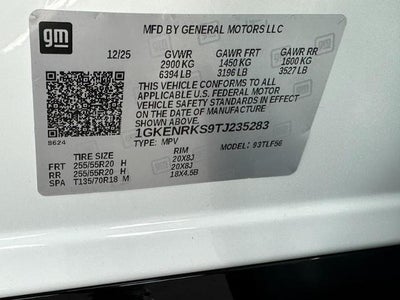 gm
MFD BY GENERAL MOTORS LLC
12/25 GVWR GAWR FRT GAWR RR
2900 KG 1450 KG 1600 KG
6394 LB 3196 LB 3527 LB
THIS VEHICLE CONFORMS TO ALL APPLICABLE U.S. FEDERAL MOTOR
VEHICLE SAFETY STANDARDS IN EFFECT ON THE DATE OF MANUFACTURE
SHOWN ABOVE.
1GKENRKS9TJ235283
8624 TYPE: MPV MODEL: 93TLF56
TIRE SIZE RIM
FRT 255/55R20 H 20X8J
RR 255/55R20 H 20X8J
SPA T135/70R18 M 18X4.5B